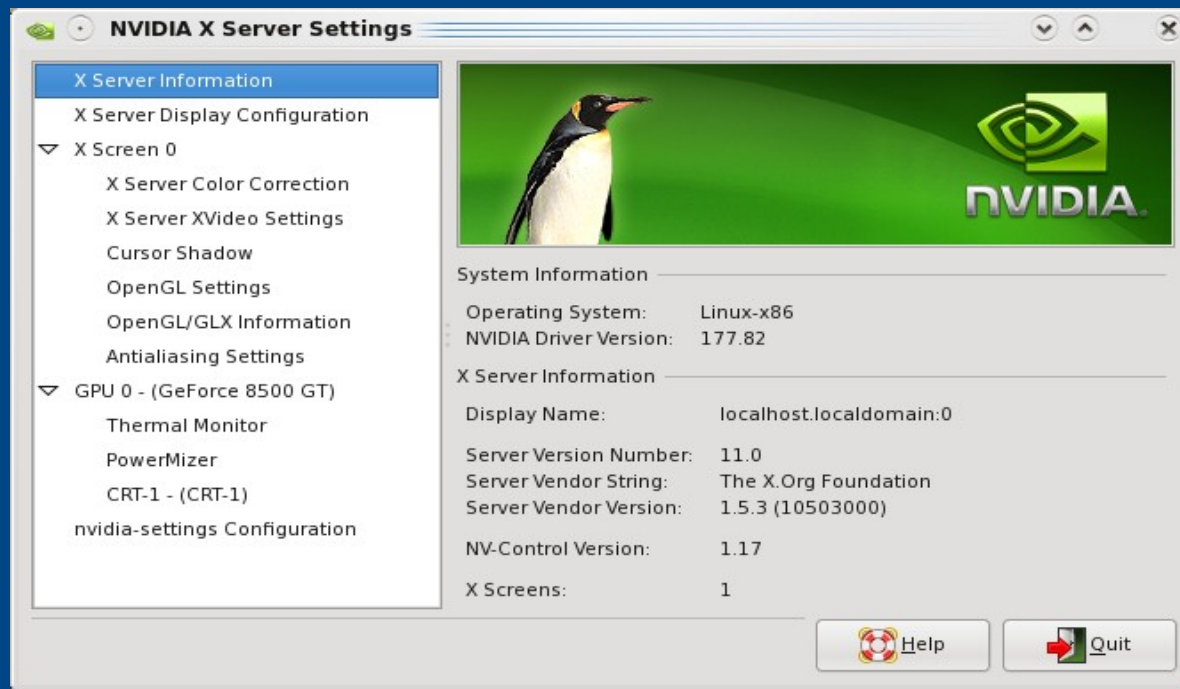 NVIDIA X Server Settings
X Server Information
X Server Display Configuration
X Screen 0
X Server Color Correction
X Server XVideo Settings
Cursor Shadow
OpenGL Settings
OpenGL/GLX Information
Antialiasing Settings
GPU 0 - (GeForce 8500 GT)
Thermal Monitor
PowerMizer
CRT-1 - (CRT-1)
nvidia-settings Configuration
NVIDIA.
System Information
Operating System: Linux-x86
NVIDIA Driver Version: 177.82
X Server Information
Display Name: localhost.localdomain:0
Server Version Number: 11.0
Server Vendor String: The X.Org Foundation
Server Vendor Version: 1.5.3 (10503000)
NV-Control Version: 1.17
X Screens: 1
Help
Quit